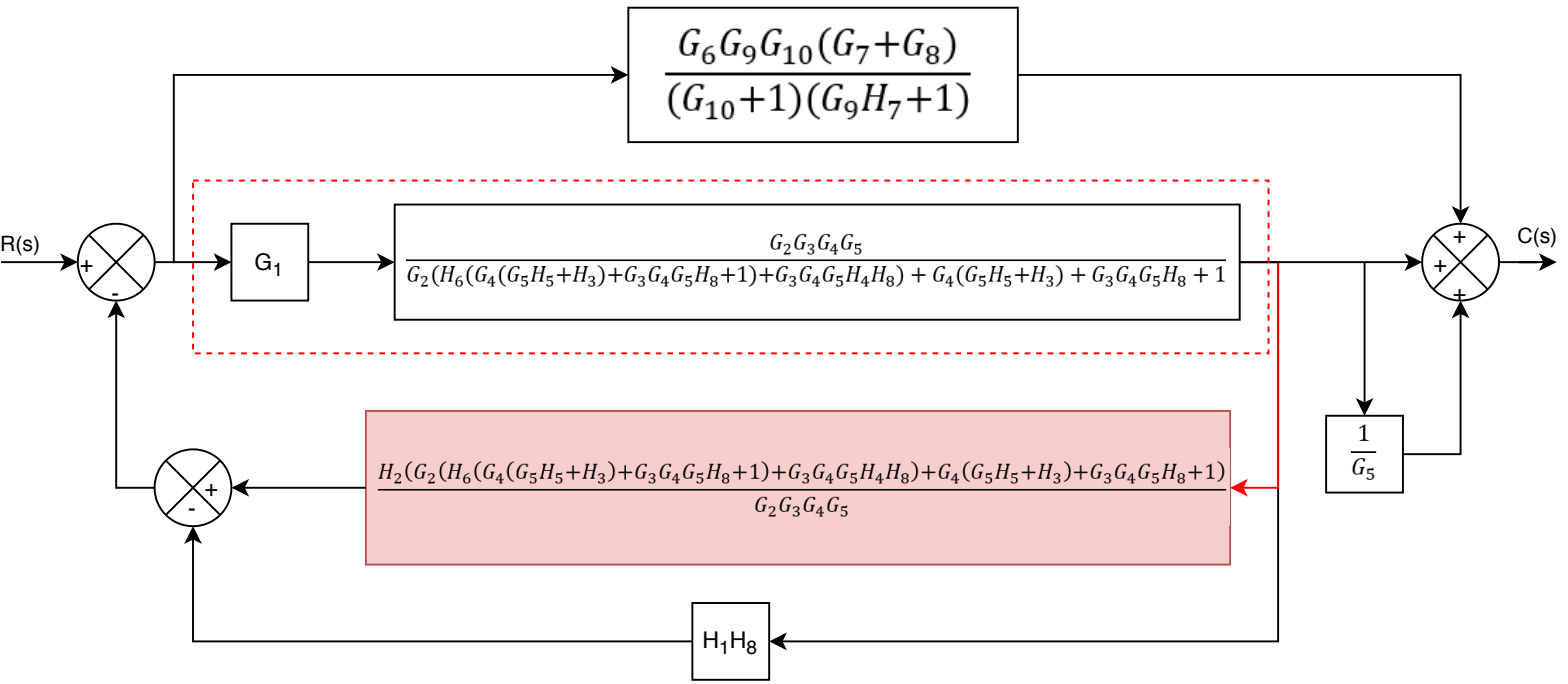 G₆G₉G₁₀(G₇+G₈)
(G₁₀+1)(G₉H₇+1)
R(s)
+
-
G₁
G₂G₃G₄G₅
G₂(H₆(G₄(G₅H₅+H₃)+G₃G₄G₅H₈+1)+G₃G₄G₅H₄H₈) + G₄(G₅H₅+H₃) + G₃G₄G₅H₈ + 1
+
+
+
C(s)
H₂(G₂(H₆(G₄(G₅H₅+H₃)+G₃G₄G₅H₈+1)+G₃G₄G₅H₄H₈)+G₄(G₅H₅+H₃)+G₃G₄G₅H₈+1)
G₂G₃G₄G₅
1
G₅
+
-
H₁H₈